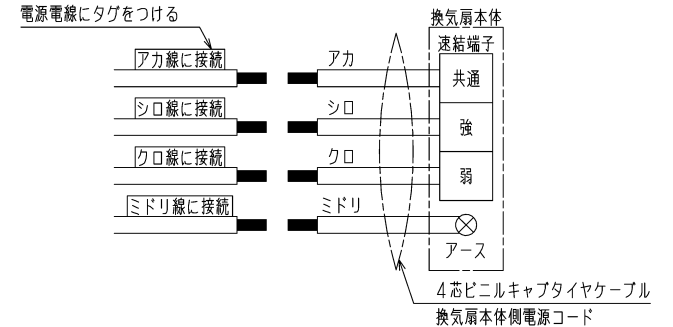 電源電線にタグをつける
換気扇本体
速結端子
アカ線に接続
アカ
共通
シロ線に接続
シロ
強
クロ線に接続
クロ
弱
ミドリ線に接続
ミドリ
アース
4芯ビニルキャブタイヤケーブル
換気扇本体側電源コード